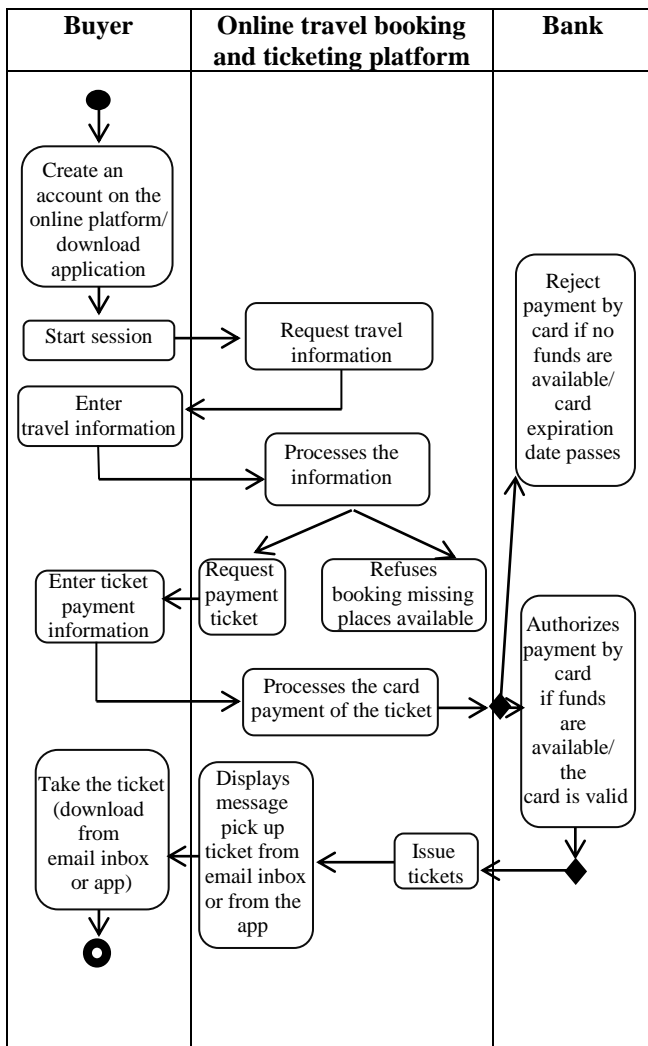 Buyer
Online travel booking
and ticketing platform
Bank
Create an
account on the
online platform/
download
application
Start session
Request travel
information
Enter
travel information
Processes the
information
Reject
payment by
card if no
funds are
available/
card
expiration
date passes
Request
payment
ticket
Refuses
booking missing
places available
Enter ticket
payment
information
Processes the card
payment of the ticket
Authorizes
payment by
card
if funds
are
available/
the
card is valid
Issue
tickets
Displays
message
pick up
ticket from
email inbox
or from the
app
Take the ticket
(download
from
email inbox
or app)